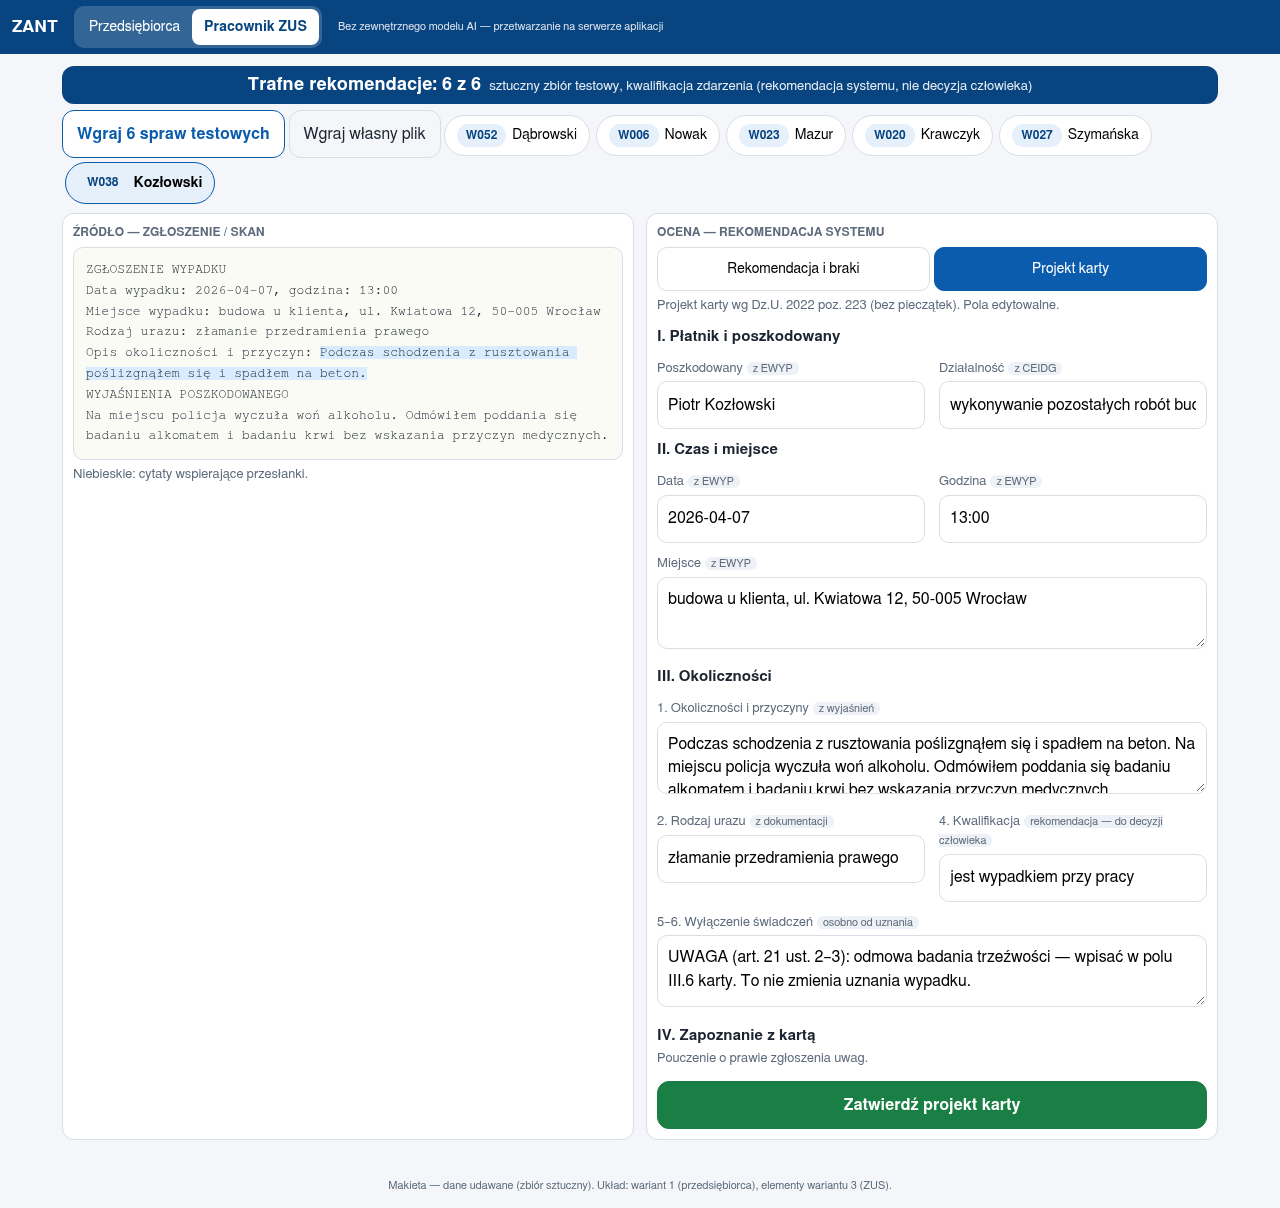 ZANT
Przedsiębiorca
Pracownik ZUS
Bez zewnętrznego modelu AI — przetwarzanie na serwerze aplikacji
Trafne rekomendacje: 6 z 6 sztuczny zbiór testowy, kwalifikacja zdarzenia (rekomendacja systemu, nie decyzja człowieka)
Wgraj 6 spraw testowych
Wgraj własny plik
W052 Dąbrowski
W006 Nowak
W023 Mazur
W020 Krawczyk
W027 Szymańska
W038 Kozłowski
ŹRÓDŁO — ZGŁOSZENIE / SKAN
ZGŁOSZENIE WYPADKU
Data wypadku: 2026-04-07, godzina: 13:00
Miejsce wypadku: budowa u klienta, ul. Kwiatowa 12, 50-005 Wrocław
Rodzaj urazu: złamanie przedramienia prawego
Opis okoliczności i przyczyn: Podczas schodzenia z rusztowania
poślizgnąłem się i spadłem na beton.
WYJAŚNIENIA POSZKODOWANEGO
Na miejscu policja wyczuła woń alkoholu. Odmówiłem poddania się
badaniu alkomatem i badaniu krwi bez wskazania przyczyn medycznych.
Niebieskie: cytaty wspierające przesłanki.
OCENA — REKOMENDACJA SYSTEMU
Rekomendacja i braki
Projekt karty
Projekt karty wg Dz.U. 2022 poz. 223 (bez pieczątek). Pola edytowalne.
I. Płatnik i poszkodowany
Poszkodowany z EWYP
Działalność z CEIDG
Piotr Kozłowski
wykonywanie pozostałych robót buc
II. Czas i miejsce
Data z EWYP
Godzina z EWYP
2026-04-07
13:00
Miejsce z EWYP
budowa u klienta, ul. Kwiatowa 12, 50-005 Wrocław
III. Okoliczności
1. Okoliczności i przyczyny z wyjaśnień
Podczas schodzenia z rusztowania poślizgnąłem się i spadłem na beton. Na
miejscu policja wyczuła woń alkoholu. Odmówiłem poddania się badaniu
alkomatem i badaniu krwi bez wskazania przyczyn medycznych.
2. Rodzaj urazu z dokumentacji
4. Kwalifikacja rekomendacja — do decyzji
człowieka
złamanie przedramienia prawego
jest wypadkiem przy pracy
5–6. Wyłączenie świadczeń osobno od uznania
UWAGA (art. 21 ust. 2–3): odmowa badania trzeźwości — wpisać w polu
III.6 karty. To nie zmienia uznania wypadku.
IV. Zapoznanie z kartą
Pouczenie o prawie zgłoszenia uwag.
Zatwierdź projekt karty
Makieta — dane udawane (zbiór sztuczny). Układ: wariant 1 (przedsiębiorca), elementy wariantu 3 (ZUS).